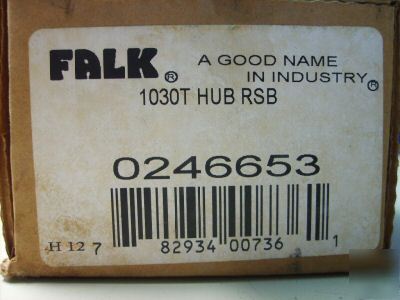 FALK® A GOOD NAME
IN INDUSTRY®
1030T HUB RSB
0246653
H 12 7 82934 00736 1